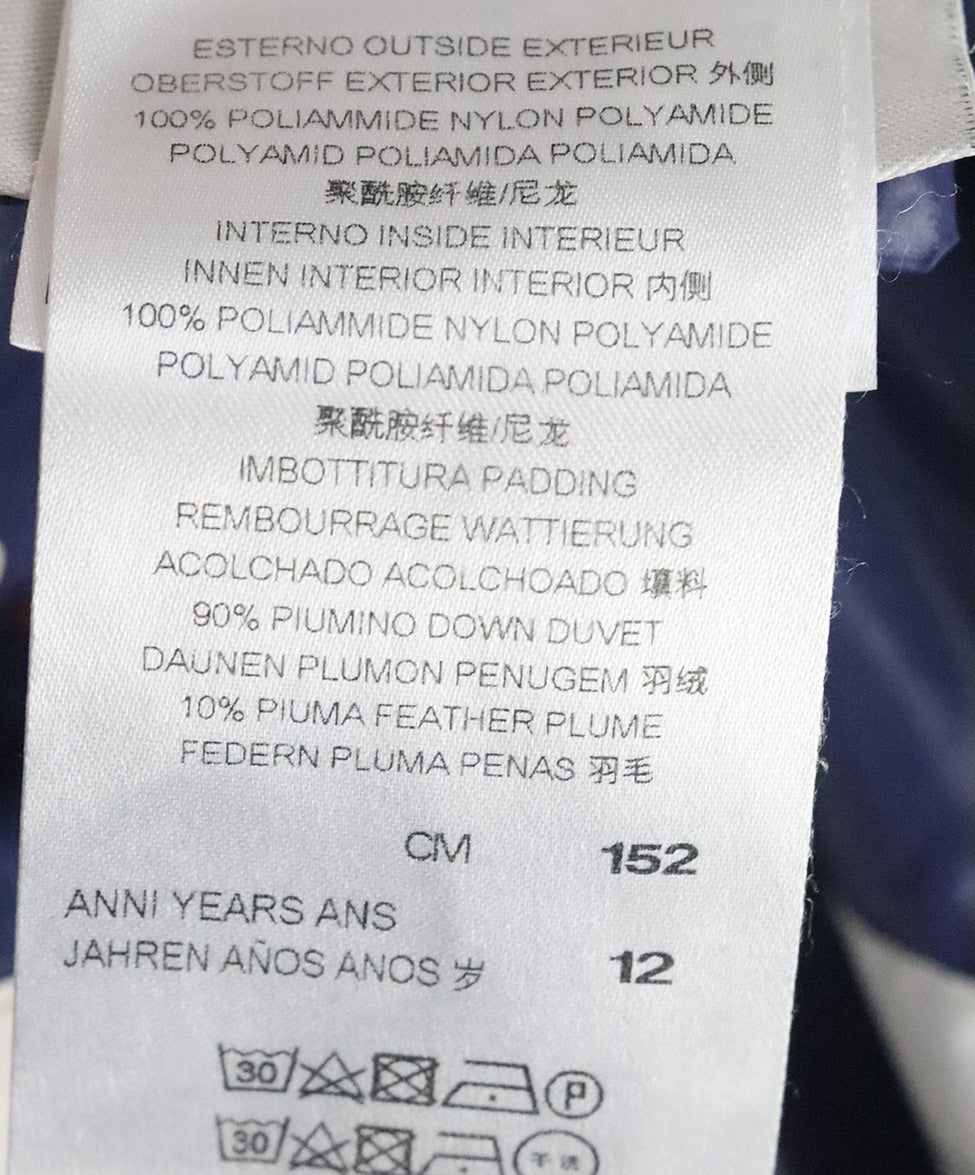 ESTERNO OUTSIDE EXTERIEUR
OBERSTOFF EXTERIOR EXTERIOR 外侧
100% POLIAMMIDE NYLON POLYAMIDE
POLYAMID POLIAMIDA POLIAMIDA
聚酰胺纤维/尼龙
INTERNO INSIDE INTERIEUR
INNEN INTERIOR INTERIOR 内侧
100% POLIAMMIDE NYLON POLYAMIDE
POLYAMID POLIAMIDA POLIAMIDA
聚酰胺纤维/尼龙
IMBOTTITURA PADDING
REMBOURRAGE WATTIERUNG
ACOLCHADO ACOLCHOADO 填料
90% PIUMINO DOWN DUVET
DAUNEN PLUMON PENUGEM 羽绒
10% PIUMA FEATHER PLUME
FEDERN PLUMA PENAS 羽毛
CM 152
ANNI YEARS ANS
JAHREN AÑOS ANOS 岁 12
30 P
30